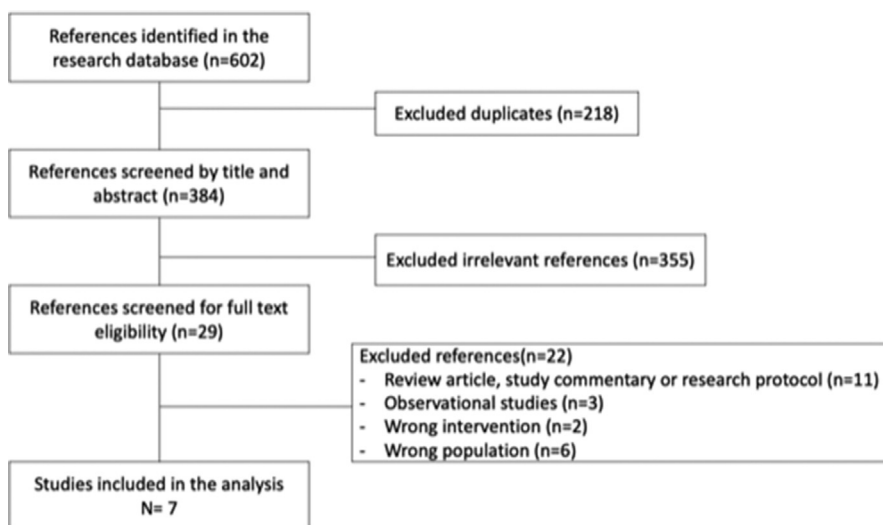 References identified in the
research database (n=602)
Excluded duplicates (n=218)
References screened by title and
abstract (n=384)
Excluded irrelevant references (n=355)
References screened for full text
eligibility (n=29)
Excluded references(n=22)
- Review article, study commentary or research protocol (n=11)
- Observational studies (n=3)
- Wrong intervention (n=2)
- Wrong population (n=6)
Studies included in the analysis
N= 7